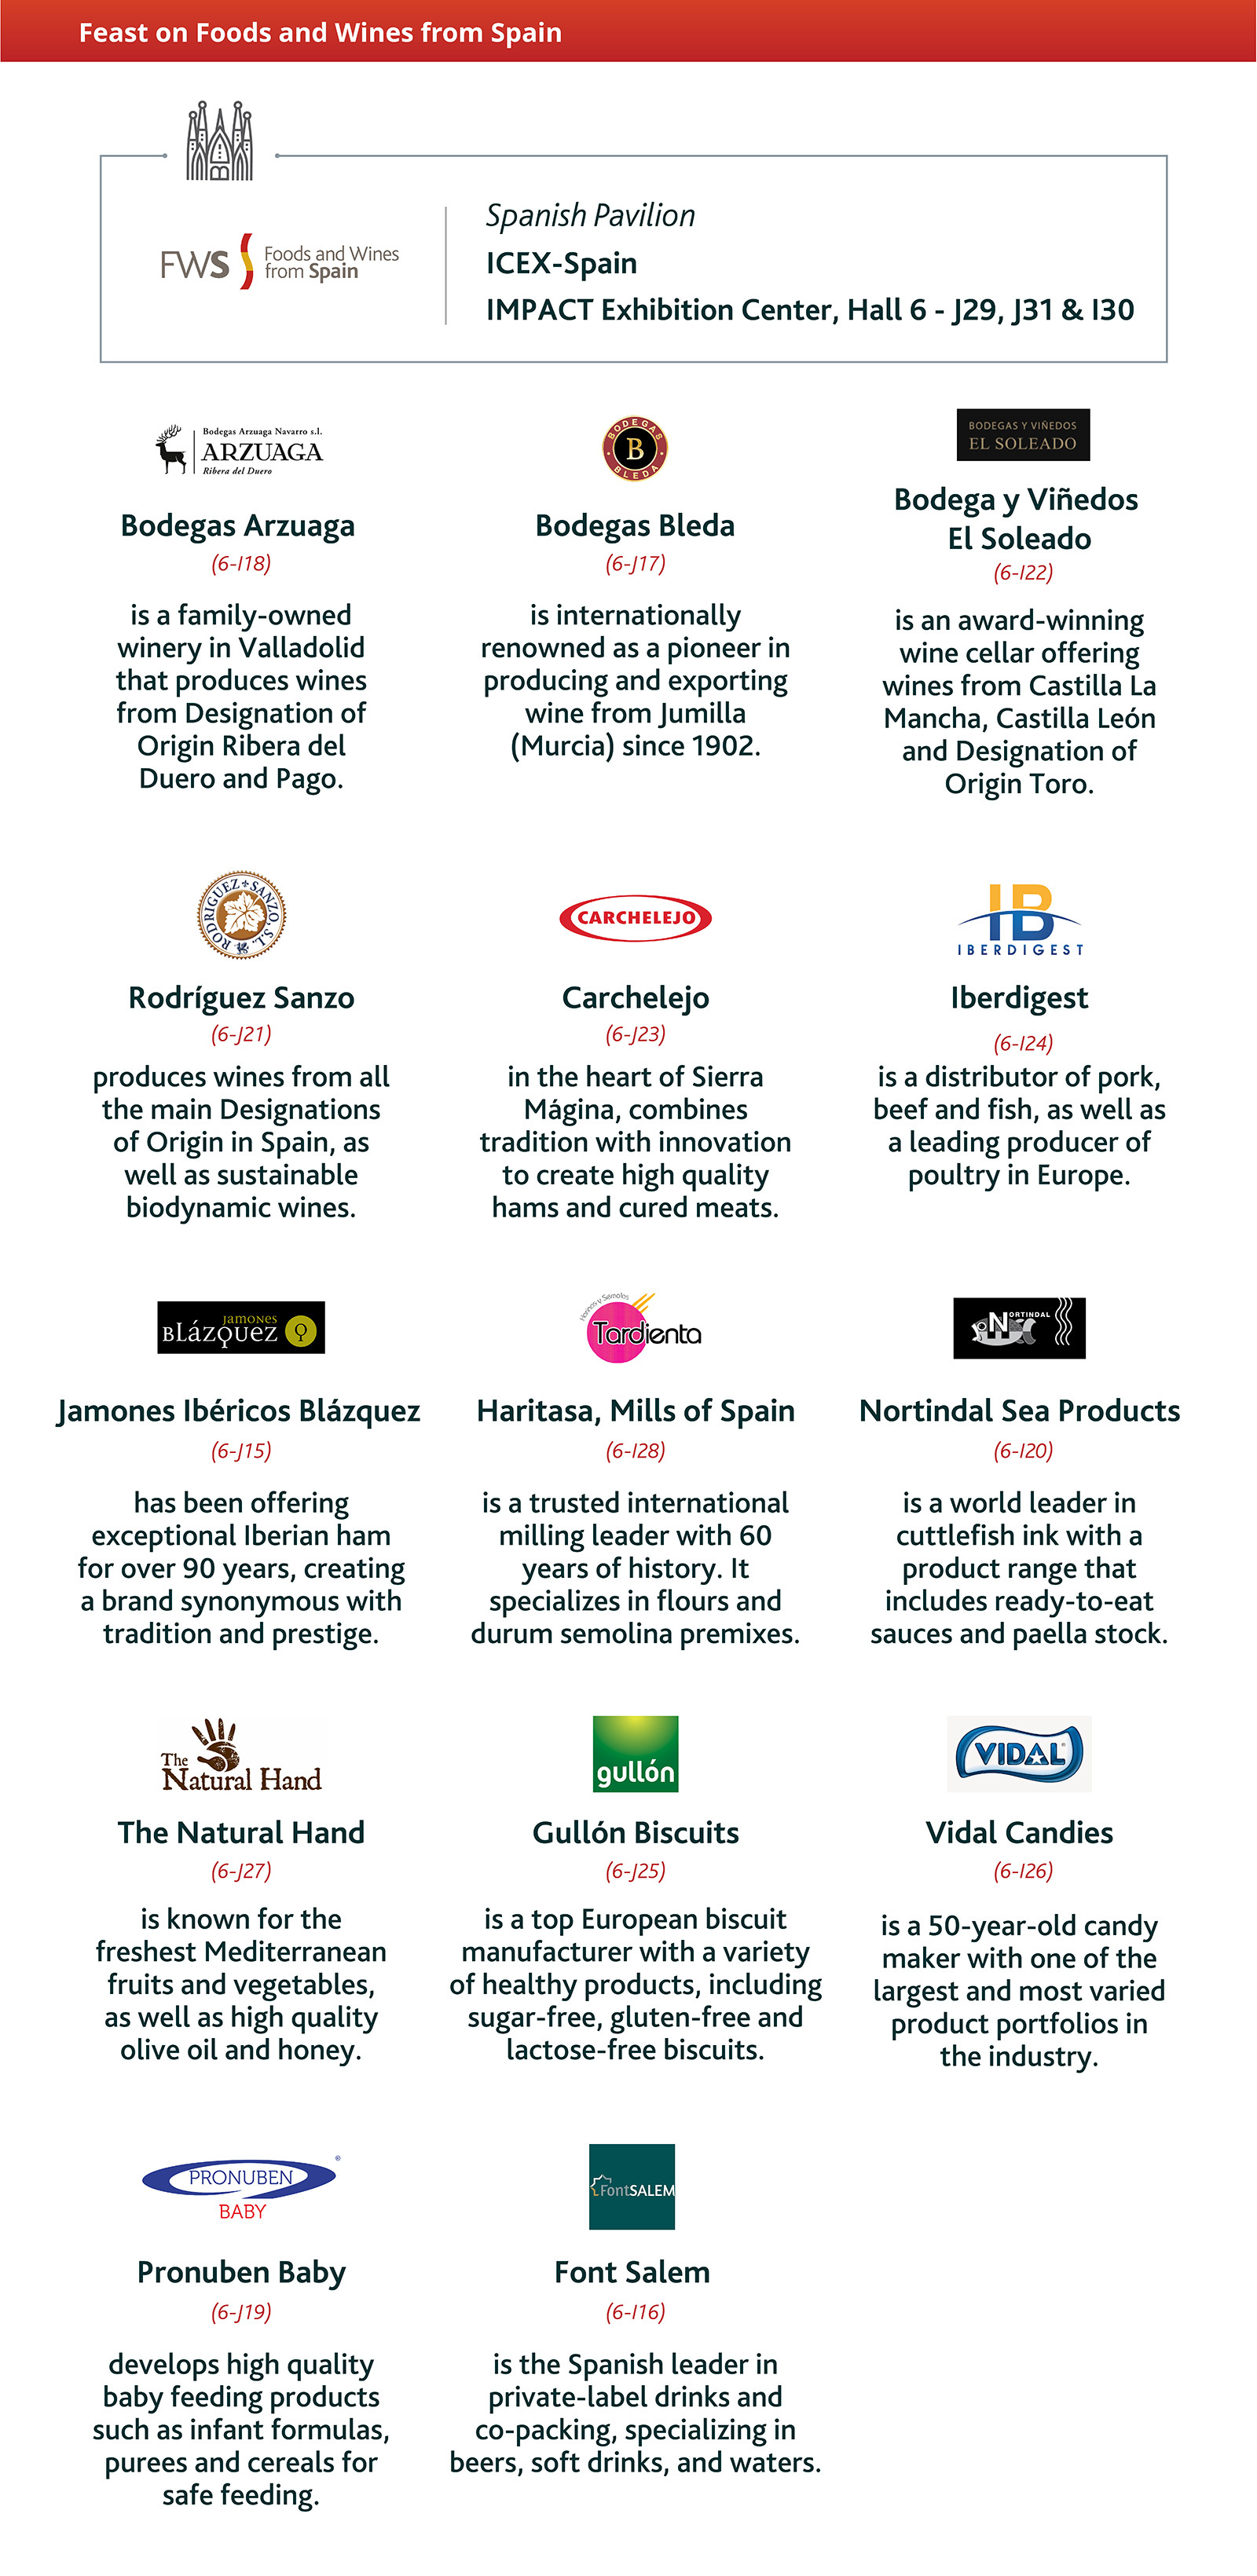 Feast on Foods and Wines from Spain
FWS Foods and Wines
from Spain
Spanish Pavilion
ICEX-Spain
IMPACT Exhibition Center, Hall 6 - J29, J31 & I30
Bodegas Arzuaga Navarro s.l.
ARZUAGA
Ribera del Duero
Bodegas Arzuaga
(6-I18)
is a family-owned
winery in Valladolid
that produces wines
from Designation of
Origin Ribera del
Duero and Pago.
BODEGAS
B
BLEDA
Bodegas Bleda
(6-J17)
is internationally
renowned as a pioneer in
producing and exporting
wine from Jumilla
(Murcia) since 1902.
BODEGAS Y VIÑEDOS
EL SOLEADO
Bodega y Viñedos
El Soleado
(6-I22)
is an award-winning
wine cellar offering
wines from Castilla La
Mancha, Castilla León
and Designation of
Origin Toro.
RODRIGUEZ SANZO, S.L.
Rodríguez Sanzo
(6-J21)
produces wines from all
the main Designations
of Origin in Spain, as
well as sustainable
biodynamic wines.
CARCHELEJO
Carchelejo
(6-J23)
in the heart of Sierra
Mágina, combines
tradition with innovation
to create high quality
hams and cured meats.
IB
IBERDIGEST
Iberdigest
(6-I24)
is a distributor of pork,
beef and fish, as well as
a leading producer of
poultry in Europe.
JAMONES
BLÁZQUEZ
Jamones Ibéricos Blázquez
(6-J15)
has been offering
exceptional Iberian ham
for over 90 years, creating
a brand synonymous with
tradition and prestige.
Harinas y Sémolas
Tardienta
Haritasa, Mills of Spain
(6-I28)
is a trusted international
milling leader with 60
years of history. It
specializes in flours and
durum semolina premixes.
NORTINDAL
Nortindal Sea Products
(6-I20)
is a world leader in
cuttlefish ink with a
product range that
includes ready-to-eat
sauces and paella stock.
The
Natural Hand
The Natural Hand
(6-J27)
is known for the
freshest Mediterranean
fruits and vegetables,
as well as high quality
olive oil and honey.
gullón
Gullón Biscuits
(6-J25)
is a top European biscuit
manufacturer with a variety
of healthy products, including
sugar-free, gluten-free and
lactose-free biscuits.
VIDAL
Vidal Candies
(6-I26)
is a 50-year-old candy
maker with one of the
largest and most varied
product portfolios in
the industry.
PRONUBEN ®
BABY
Pronuben Baby
(6-J19)
develops high quality
baby feeding products
such as infant formulas,
purees and cereals for
safe feeding.
FontSALEM
Font Salem
(6-I16)
is the Spanish leader in
private-label drinks and
co-packing, specializing in
beers, soft drinks, and waters.